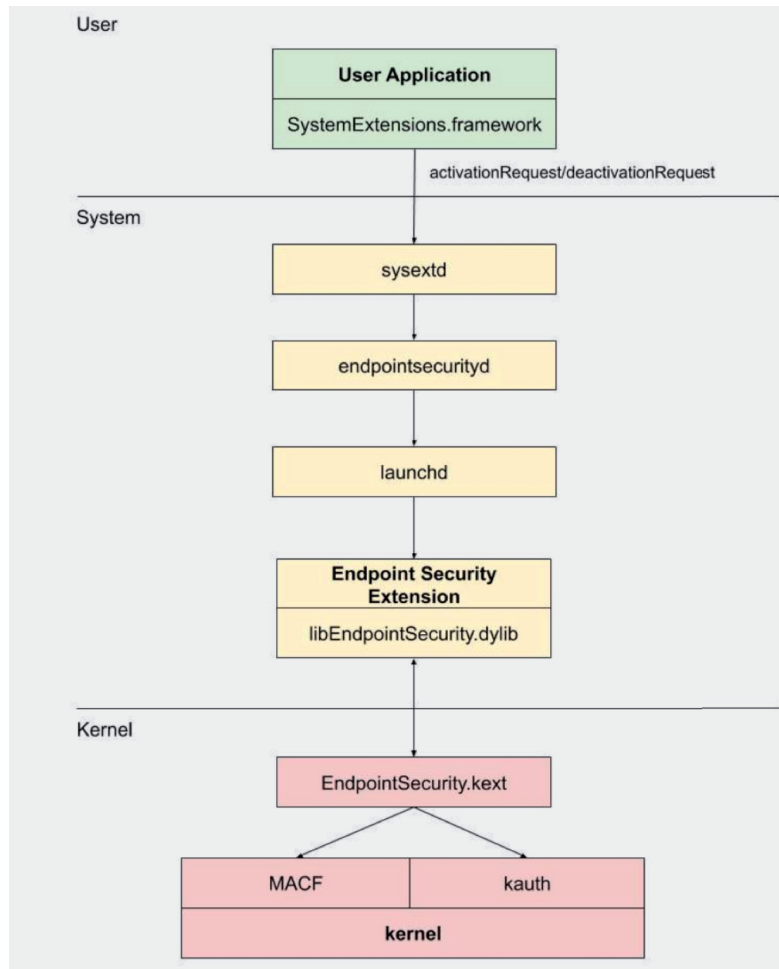 User
User Application
SystemExtensions.framework
activationRequest/deactivationRequest
System
sysextd
endpointsecurityd
launchd
Endpoint Security
Extension
libEndpointSecurity.dylib
Kernel
EndpointSecurity.kext
MACF
kauth
kernel